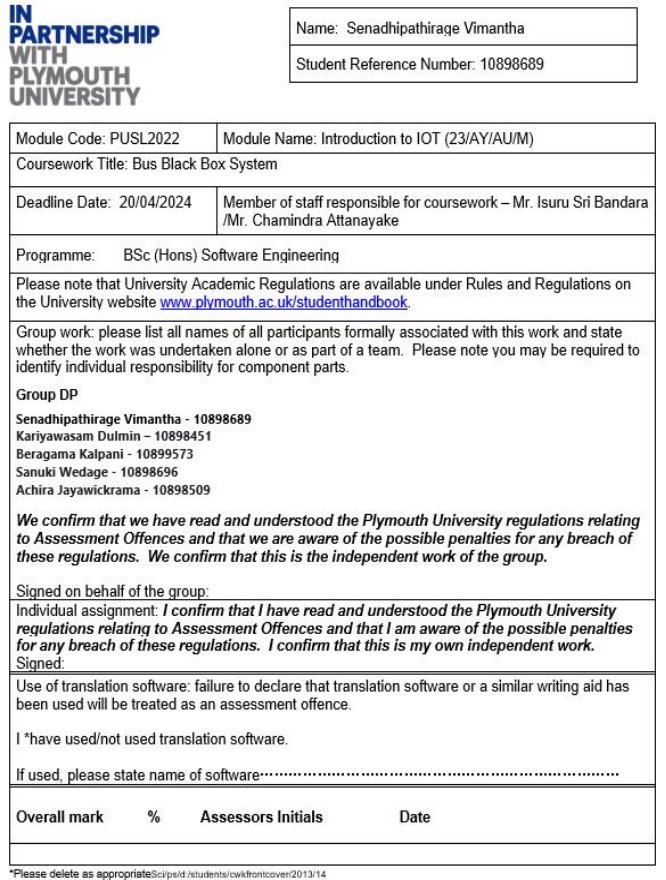 IN
PARTNERSHIP
WITH
PLYMOUTH
UNIVERSITY
Name: Senadhipathirage Vimantha
Student Reference Number: 10898689
Module Code: PUSL2022
Module Name: Introduction to IOT (23/AY/AU/M)
Coursework Title: Bus Black Box System
Deadline Date: 20/04/2024
Member of staff responsible for coursework – Mr. Isuru Sri Bandara
/Mr. Chamindra Attanayake
Programme: BSc (Hons) Software Engineering
Please note that University Academic Regulations are available under Rules and Regulations on
the University website www.plymouth.ac.uk/studenthandbook.
Group work: please list all names of all participants formally associated with this work and state
whether the work was undertaken alone or as part of a team. Please note you may be required to
identify individual responsibility for component parts.
Group DP
Senadhipathirage Vimantha - 10898689
Kariyawasam Dulmin – 10898451
Beragama Kalpani - 10899573
Sanuki Wedage - 10898696
Achira Jayawickrama - 10898509
We confirm that we have read and understood the Plymouth University regulations relating
to Assessment Offences and that we are aware of the possible penalties for any breach of
these regulations. We confirm that this is the independent work of the group.
Signed on behalf of the group:
Individual assignment: I confirm that I have read and understood the Plymouth University
regulations relating to Assessment Offences and that I am aware of the possible penalties
for any breach of these regulations. I confirm that this is my own independent work.
Signed:
Use of translation software: failure to declare that translation software or a similar writing aid has
been used will be treated as an assessment offence.
I *have used/not used translation software.
If used, please state name of software…………………………………………………………………
Overall mark % Assessors Initials Date
*Please delete as appropriateSci/ps/d:/students/cwkfrontcover/2013/14